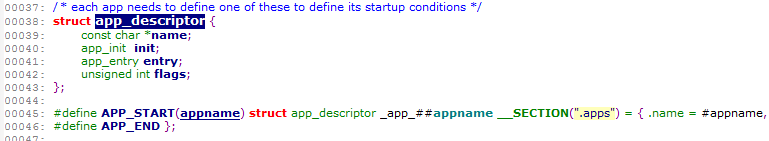 00037: /* each app needs to define one of these to define its startup conditions */
00038: struct app_descriptor {
00039: const char *name;
00040: app_init  init;
00041: app_entry entry;
00042: unsigned int flags;
00043: };
00044:
00045: #define APP_START(appname) struct app_descriptor _app_##appname __SECTION(".apps") = { .name = #appname,
00046: #define APP_END };